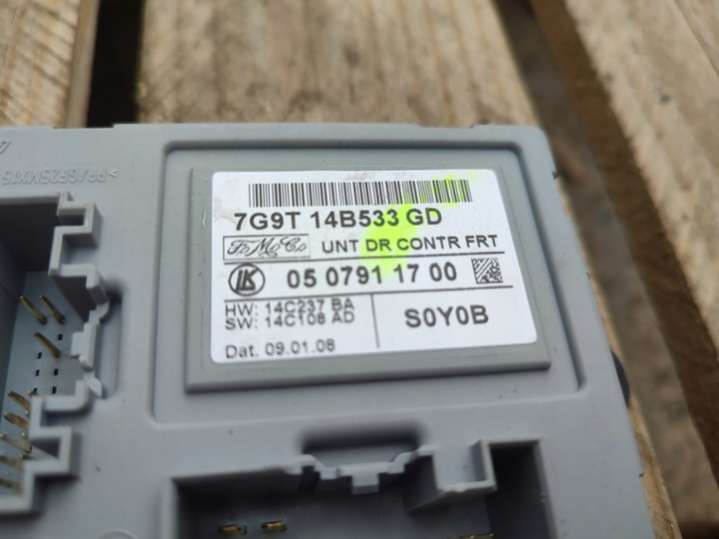 7G9T 14B533 GD
FoMoCo UNT DR CONTR FRT
LK 05 0791 17 00
HW: 14C237 BA
SW: 14C108 AD
S0Y0B
Dat. 09.01.08